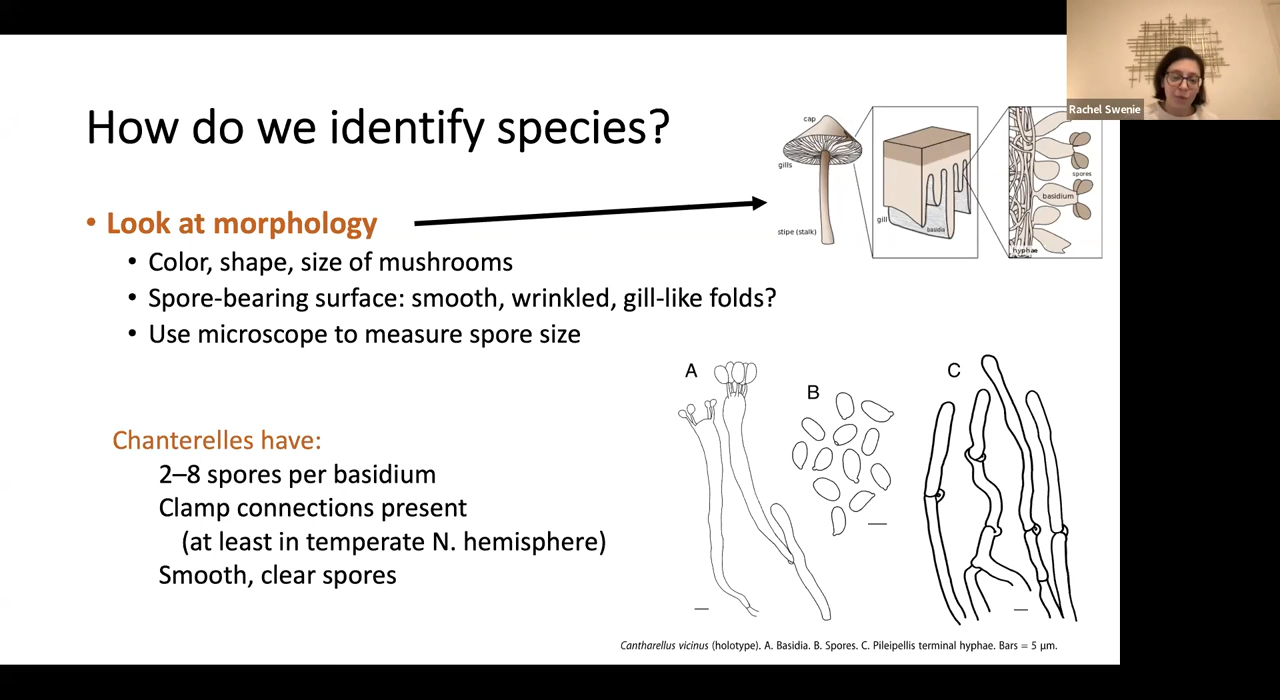 Rachel Swenie
How do we identify species?
• Look at morphology
• Color, shape, size of mushrooms
• Spore-bearing surface: smooth, wrinkled, gill-like folds?
• Use microscope to measure spore size
cap
gills
stipe (stalk)
gill
basidia
spores
basidium
hyphae
Chanterelles have:
2–8 spores per basidium
Clamp connections present
(at least in temperate N. hemisphere)
Smooth, clear spores
A
B
C
Cantharellus vicinus (holotype). A. Basidia. B. Spores. C. Pileipellis terminal hyphae. Bars = 5 µm.